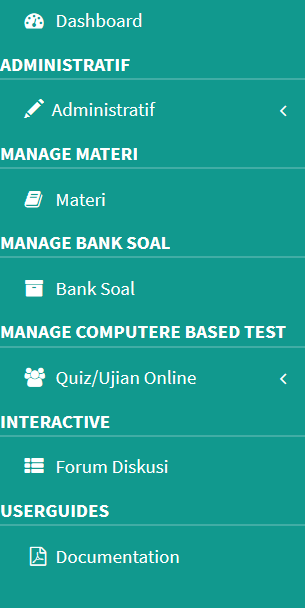 Dashboard
ADMINISTRATIF
Administratif
MANAGE MATERI
Materi
MANAGE BANK SOAL
Bank Soal
MANAGE COMPUTERE BASED TEST
Quiz/Ujian Online
INTERACTIVE
Forum Diskusi
USERGUIDES
Documentation